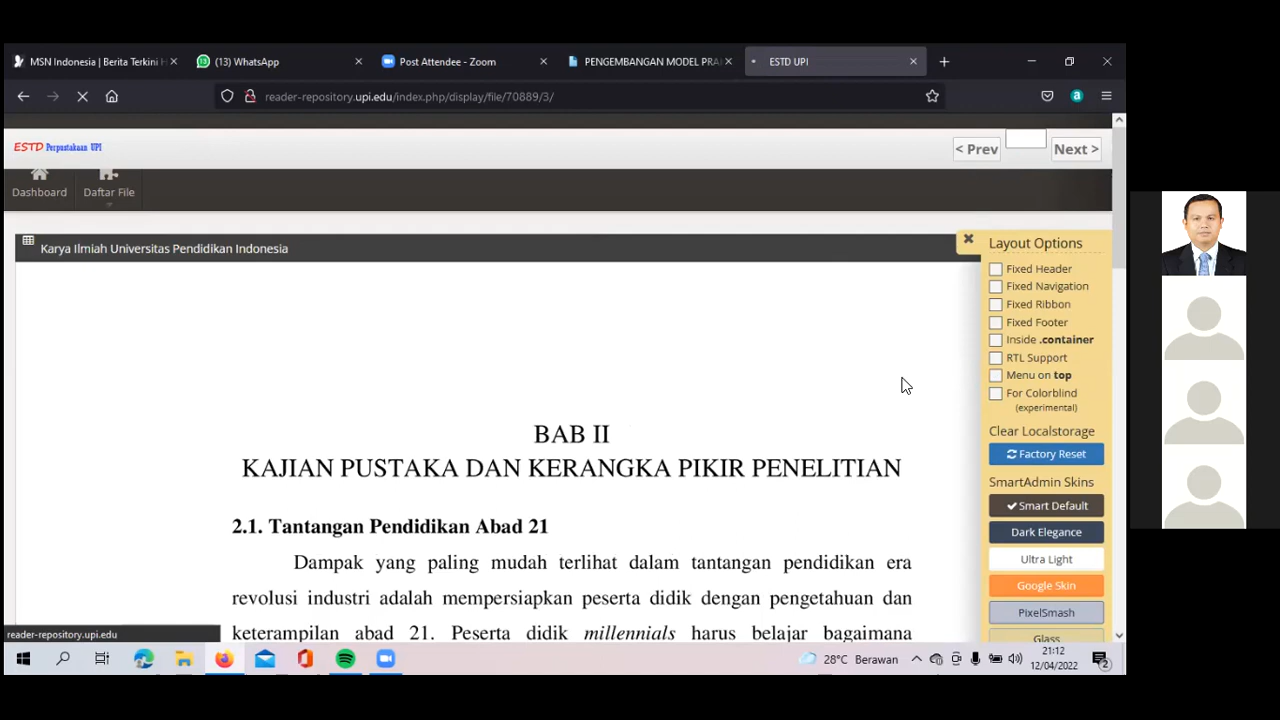 MSN Indonesia | Berita Terkini H
(13) WhatsApp
Post Attendee - Zoom
PENGEMBANGAN MODEL PRA
ESTD UPI
reader-repository.upi.edu/index.php/display/file/70889/3/
ESTD Perpustakaan UPI
< Prev
Next >
Dashboard
Daftar File
Karya Ilmiah Universitas Pendidikan Indonesia
Layout Options
Fixed Header
Fixed Navigation
Fixed Ribbon
Fixed Footer
Inside .container
RTL Support
Menu on top
For Colorblind
(experimental)
Clear Localstorage
Factory Reset
SmartAdmin Skins
Smart Default
Dark Elegance
Ultra Light
Google Skin
PixelSmash
Glass
BAB II
KAJIAN PUSTAKA DAN KERANGKA PIKIR PENELITIAN
2.1. Tantangan Pendidikan Abad 21
Dampak yang paling mudah terlihat dalam tantangan pendidikan era
revolusi industri adalah mempersiapkan peserta didik dengan pengetahuan dan
keterampilan abad 21. Peserta didik millennials harus belajar bagaimana
reader-repository.upi.edu
28°C Berawan
21:12
12/04/2022
2